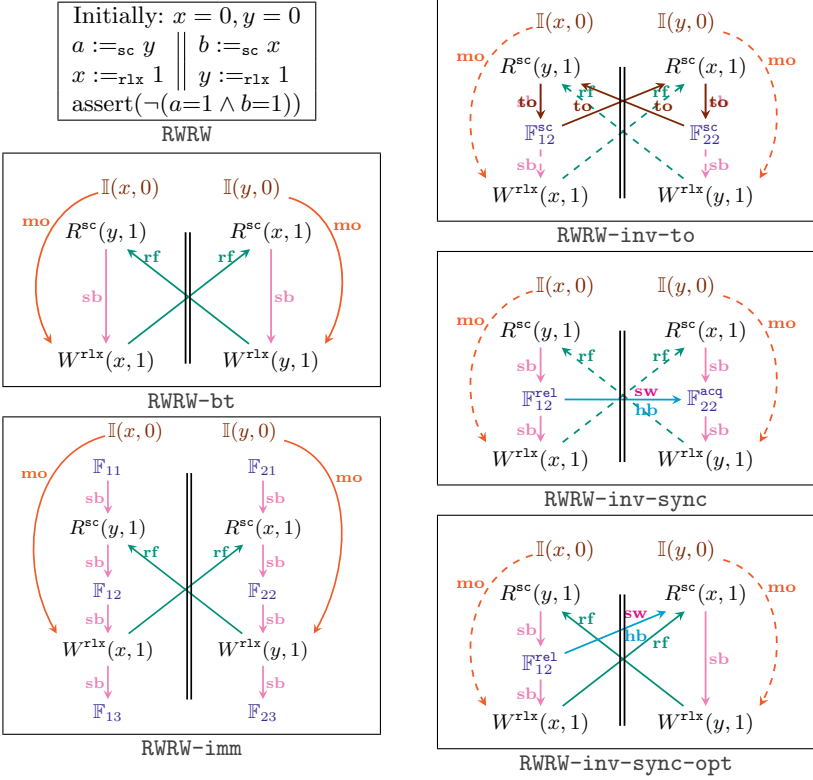 Initially: x = 0, y = 0
a :=sc y || b :=sc x
x :=rlx 1 || y :=rlx 1
assert(¬(a=1 ∧ b=1))
RWRW
𝕀(x, 0) 𝕀(y, 0)
mo mo
R^sc(y, 1) R^sc(x, 1)
rf rf
sb sb
W^rlx(x, 1) W^rlx(y, 1)
RWRW-bt
𝕀(x, 0) 𝕀(y, 0)
𝔽11 𝔽21
mo sb sb mo
R^sc(y, 1) R^sc(x, 1)
rf rf
sb sb
𝔽12 𝔽22
sb sb
W^rlx(x, 1) W^rlx(y, 1)
sb sb
𝔽13 𝔽23
RWRW-imm
𝕀(x, 0) 𝕀(y, 0)
mo mo
R^sc(y, 1) R^sc(x, 1)
rf rf
sb to to to sb to
𝔽^sc_12 𝔽^sc_22
sb sb
W^rlx(x, 1) W^rlx(y, 1)
RWRW-inv-to
𝕀(x, 0) 𝕀(y, 0)
mo mo
R^sc(y, 1) R^sc(x, 1)
rf rf
sb sb
𝔽^rel_12 sw 𝔽^acq_22
hb
sb sb
W^rlx(x, 1) W^rlx(y, 1)
RWRW-inv-sync
𝕀(x, 0) 𝕀(y, 0)
mo mo
R^sc(y, 1) R^sc(x, 1)
rf sw
sb hb rf
𝔽^rel_12 sb
sb
W^rlx(x, 1) W^rlx(y, 1)
RWRW-inv-sync-opt